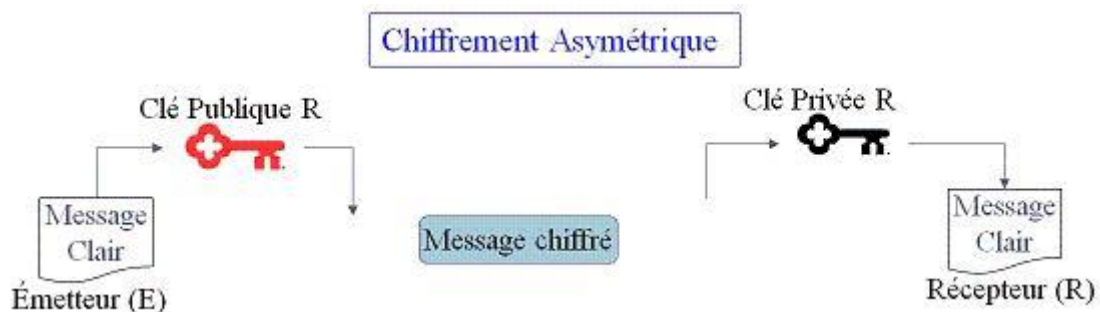 Chiffrement Asymétrique
Clé Publique R
Clé Privée R
Message
Clair
Émetteur (E)
Message chiffré
Message
Clair
Récepteur (R)